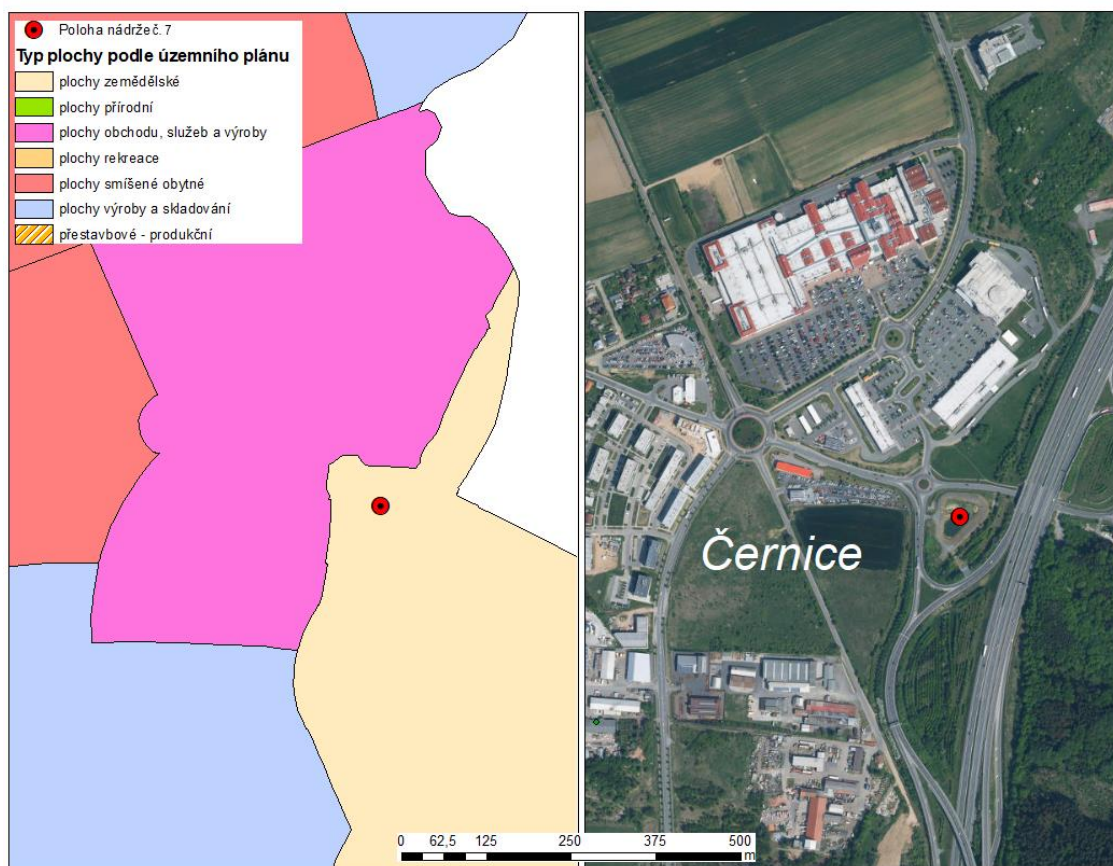 Poloha nádrže č. 7
Typ plochy podle územního plánu
plochy zemědělské
plochy přírodní
plochy obchodu, služeb a výroby
plochy rekreace
plochy smíšené obytné
plochy výroby a skladování
přestavbové - produkční
Černice
0 62,5 125 250 375 500
m